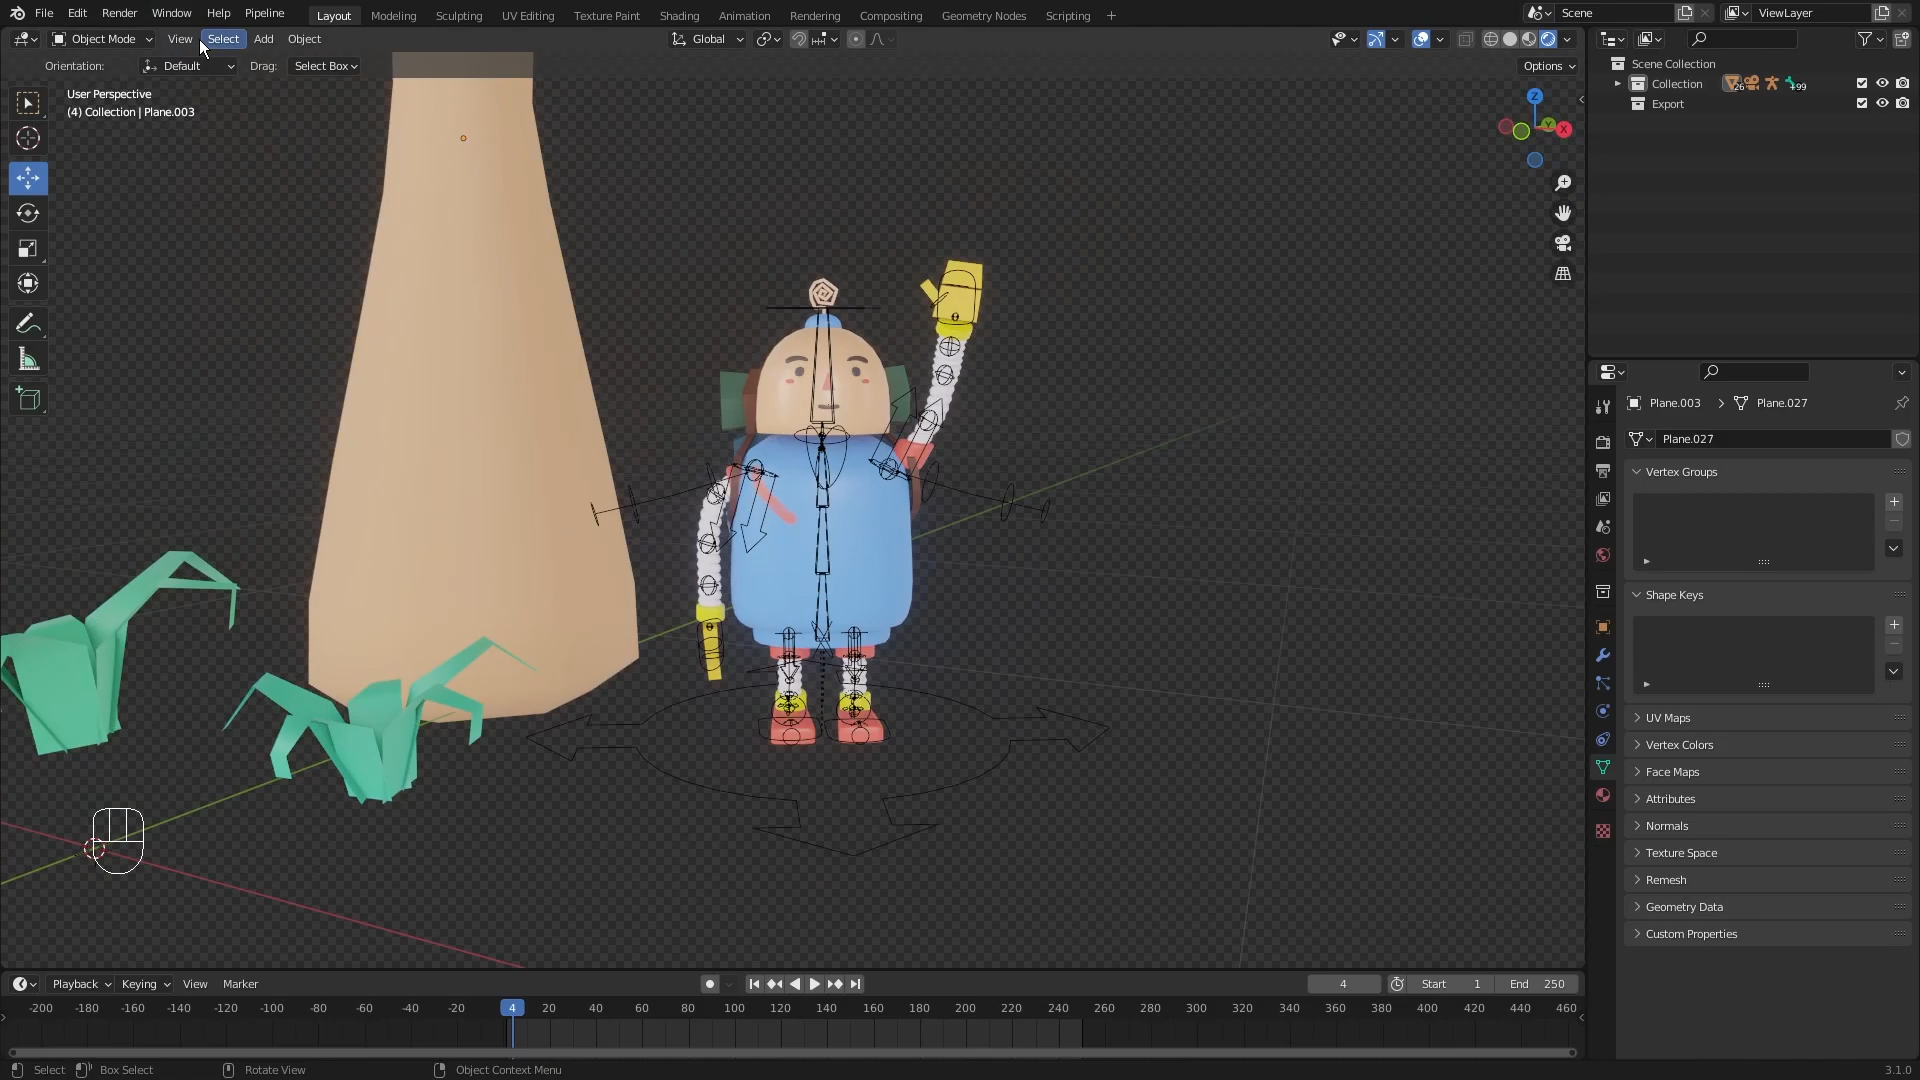 File Edit Render Window Help Pipeline
Layout Modeling Sculpting UV Editing Texture Paint Shading Animation Rendering Compositing Geometry Nodes Scripting +
Scene ViewLayer
Object Mode View Select Add Object Global
Orientation: Default Drag: Select Box Options
User Perspective
(4) Collection | Plane.003
Z
Y
X
Scene Collection
Collection 26 +99
Export
Plane.003 > Plane.027
Plane.027
Vertex Groups
Shape Keys
UV Maps
Vertex Colors
Face Maps
Attributes
Normals
Texture Space
Remesh
Geometry Data
Custom Properties
Playback Keying View Marker 4 Start 1 End 250
-200 -180 -160 -140 -120 -100 -80 -60 -40 -20 4 20 40 60 80 100 120 140 160 180 200 220 240 260 280 300 320 340 360 380 400 420 440 460
Select Box Select Rotate View Object Context Menu 3.1.0